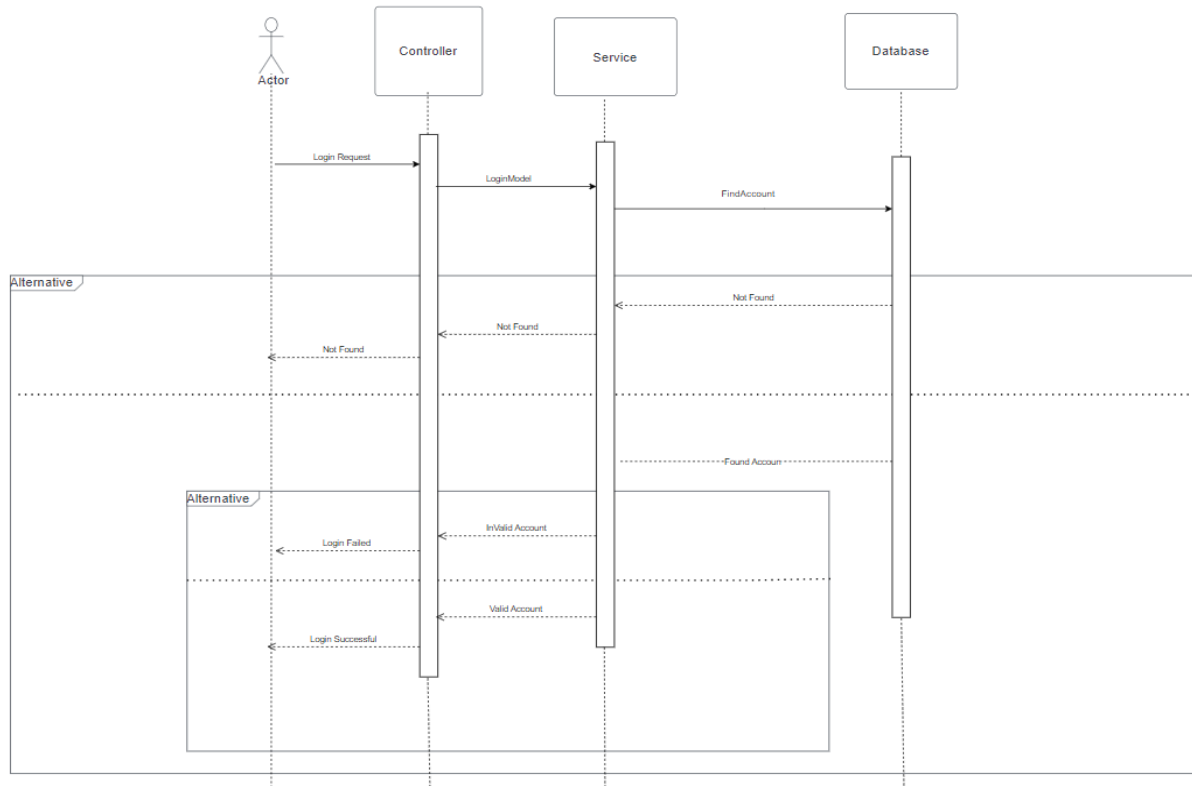 Actor
Controller
Service
Database
Login Request
LoginModel
FindAccount
Alternative
Not Found
Not Found
Not Found
Found Accoun
Alternative
InValid Account
Login Failed
Valid Account
Login Successful